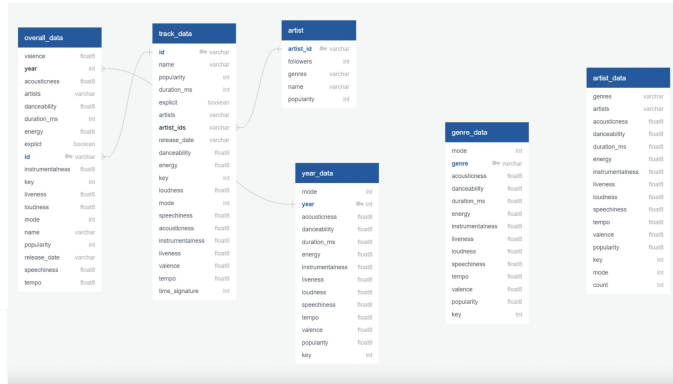 overall_data
valence float8
year int
acousticness float8
artists varchar
danceability float8
duration_ms int
energy float8
explict boolean
id varchar
instrumentalness float8
key int
liveness float8
loudness float8
mode int
name varchar
popularity int
release_date varchar
speechiness float8
tempo float8
track_data
id varchar
name varchar
popularity int
duration_ms int
explicit boolean
artists varchar
artist_ids varchar
release_date varchar
danceability float8
energy float8
key int
loudness float8
mode int
speechiness float8
acousticness float8
instrumentalness float8
liveness float8
valence float8
tempo float8
time_signature int
artist
artist_id varchar
followers int
genres varchar
name varchar
popularity int
year_data
mode int
year int
acousticness float8
danceability float8
duration_ms float8
energy float8
instrumentalness float8
liveness float8
loudness float8
speechiness float8
tempo float8
valence float8
popularity float8
key int
genre_data
mode int
genre varchar
acousticness float8
danceability float8
duration_ms float8
energy float8
instrumentalness float8
liveness float8
loudness float8
speechiness float8
tempo float8
valence float8
popularity float8
key int
artist_data
genres varchar
artists varchar
acousticness float8
danceability float8
duration_ms float8
energy float8
instrumentalness float8
liveness float8
loudness float8
speechiness float8
tempo float8
valence float8
popularity float8
key int
mode int
count int